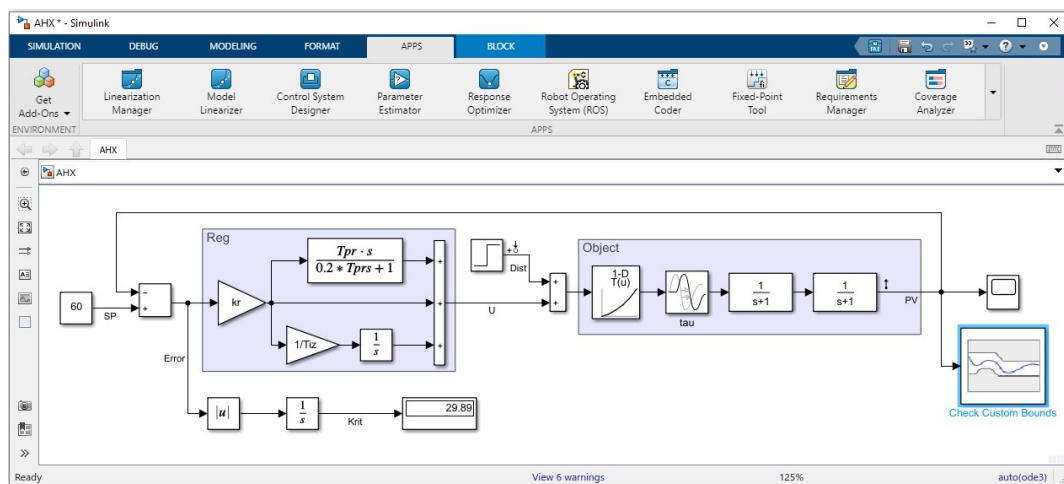 AHX * - Simulink
SIMULATION DEBUG MODELING FORMAT APPS BLOCK
Get Add-Ons
Linearization Manager
Model Linearizer
Control System Designer
Parameter Estimator
Response Optimizer
Robot Operating System (ROS)
Embedded Coder
Fixed-Point Tool
Requirements Manager
Coverage Analyzer
ENVIRONMENT APPS
AHX
AHX
Reg
Tpr · s
0.2 * Tprs + 1
Dist
Object
1-D
T(u)
60
SP
−
+
kr
+
+
+
U
+
+
tau
1
s+1
1
s+1
PV
1/Tiz
1
s
Error
|u|
1
s
Krit
29.89
Check Custom Bounds
Ready View 6 warnings 125% auto(ode3)